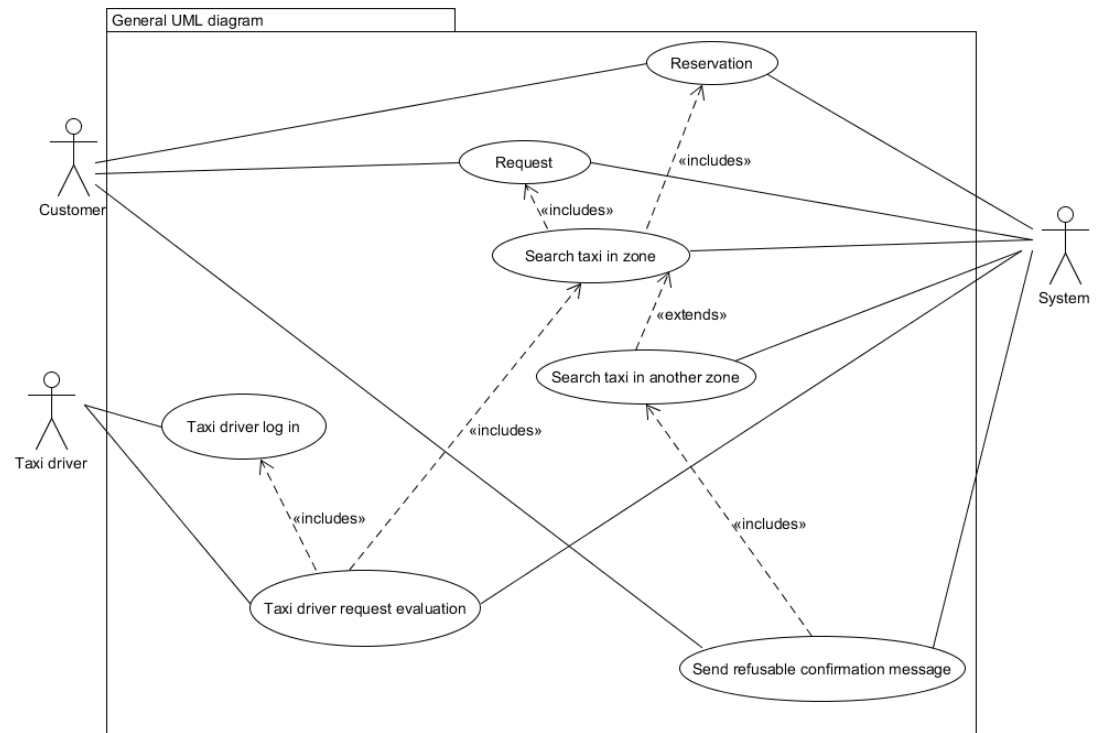 General UML diagram
Reservation
«includes»
Request
Customer
«includes»
Search taxi in zone
System
«extends»
Search taxi in another zone
Taxi driver log in
«includes»
Taxi driver
«includes»
«includes»
Taxi driver request evaluation
Send refusable confirmation message